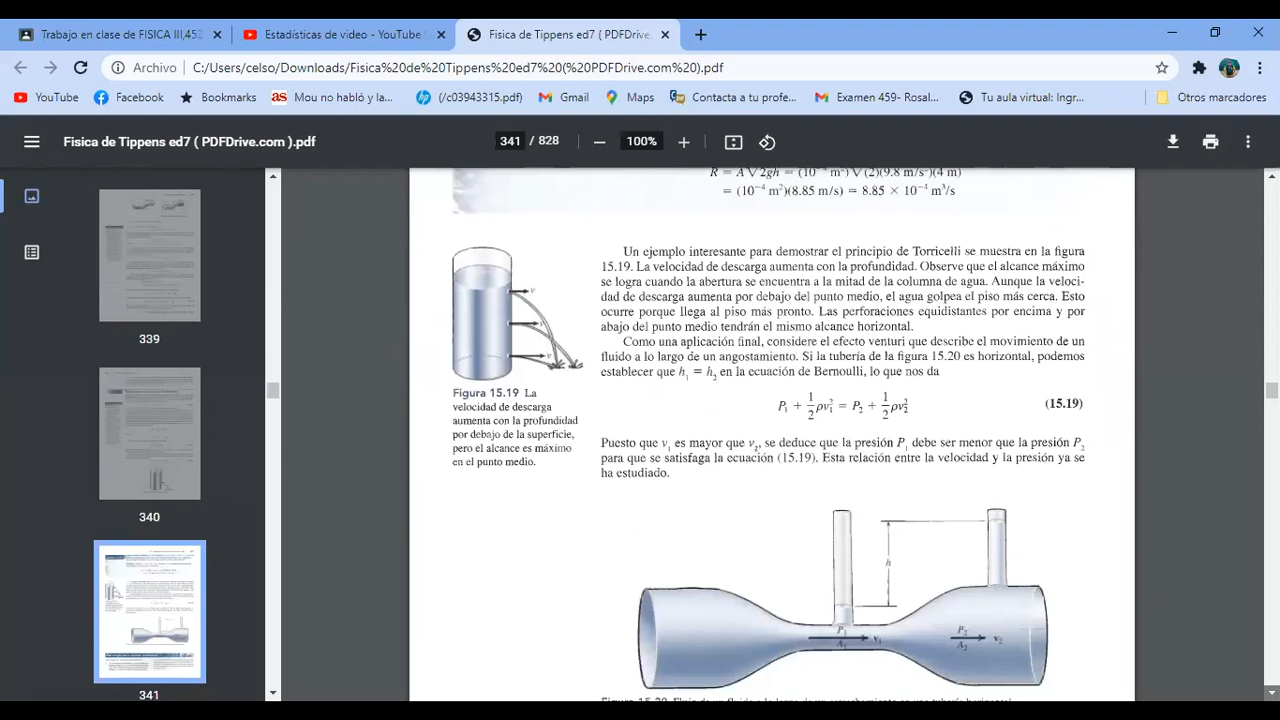 Trabajo en clase de FISICA III,452
Estadísticas de video - YouTube
Fisica de Tippens ed7 ( PDFDrive.
Archivo
C:/Users/celso/Downloads/Fisica%20de%20Tippens%20ed7%20(%20PDFDrive.com%20).pdf
YouTube
Facebook
Bookmarks
as
Mou no habló y la...
hp
(/c03943315.pdf)
Gmail
Maps
Contacta a tu profe...
Examen 459- Rosal...
Tu aula virtual: Ingr...
Otros marcadores
Fisica de Tippens ed7 ( PDFDrive.com ).pdf
341 / 828
100%
339
340
341
= (10⁻⁴ m²)(8.85 m/s) = 8.85 × 10⁻⁴ m³/s
Un ejemplo interesante para demostrar el principio de Torricelli se muestra en la figura
15.19. La velocidad de descarga aumenta con la profundidad. Observe que el alcance máximo
se logra cuando la abertura se encuentra a la mitad de la columna de agua. Aunque la veloci-
dad de descarga aumenta por debajo del punto medio, el agua golpea el piso más cerca. Esto
ocurre porque llega al piso más pronto. Las perforaciones equidistantes por encima y por
abajo del punto medio tendrán el mismo alcance horizontal.
Como una aplicación final, considere el efecto venturi que describe el movimiento de un
fluido a lo largo de un angostamiento. Si la tubería de la figura 15.20 es horizontal, podemos
establecer que h₁ = h₂ en la ecuación de Bernoulli, lo que nos da
P₁ + 1/2 ρv₁² = P₂ + 1/2 ρv₂²
(15.19)
Puesto que v₁ es mayor que v₂, se deduce que la presión P₁ debe ser menor que la presión P₂
para que se satisfaga la ecuación (15.19). Esta relación entre la velocidad y la presión ya se
ha estudiado.
v
v
v
Figura 15.19 La
velocidad de descarga
aumenta con la profundidad
por debajo de la superficie,
pero el alcance es máximo
en el punto medio.
h
A₁
v₁
P₂
A₂
v₂